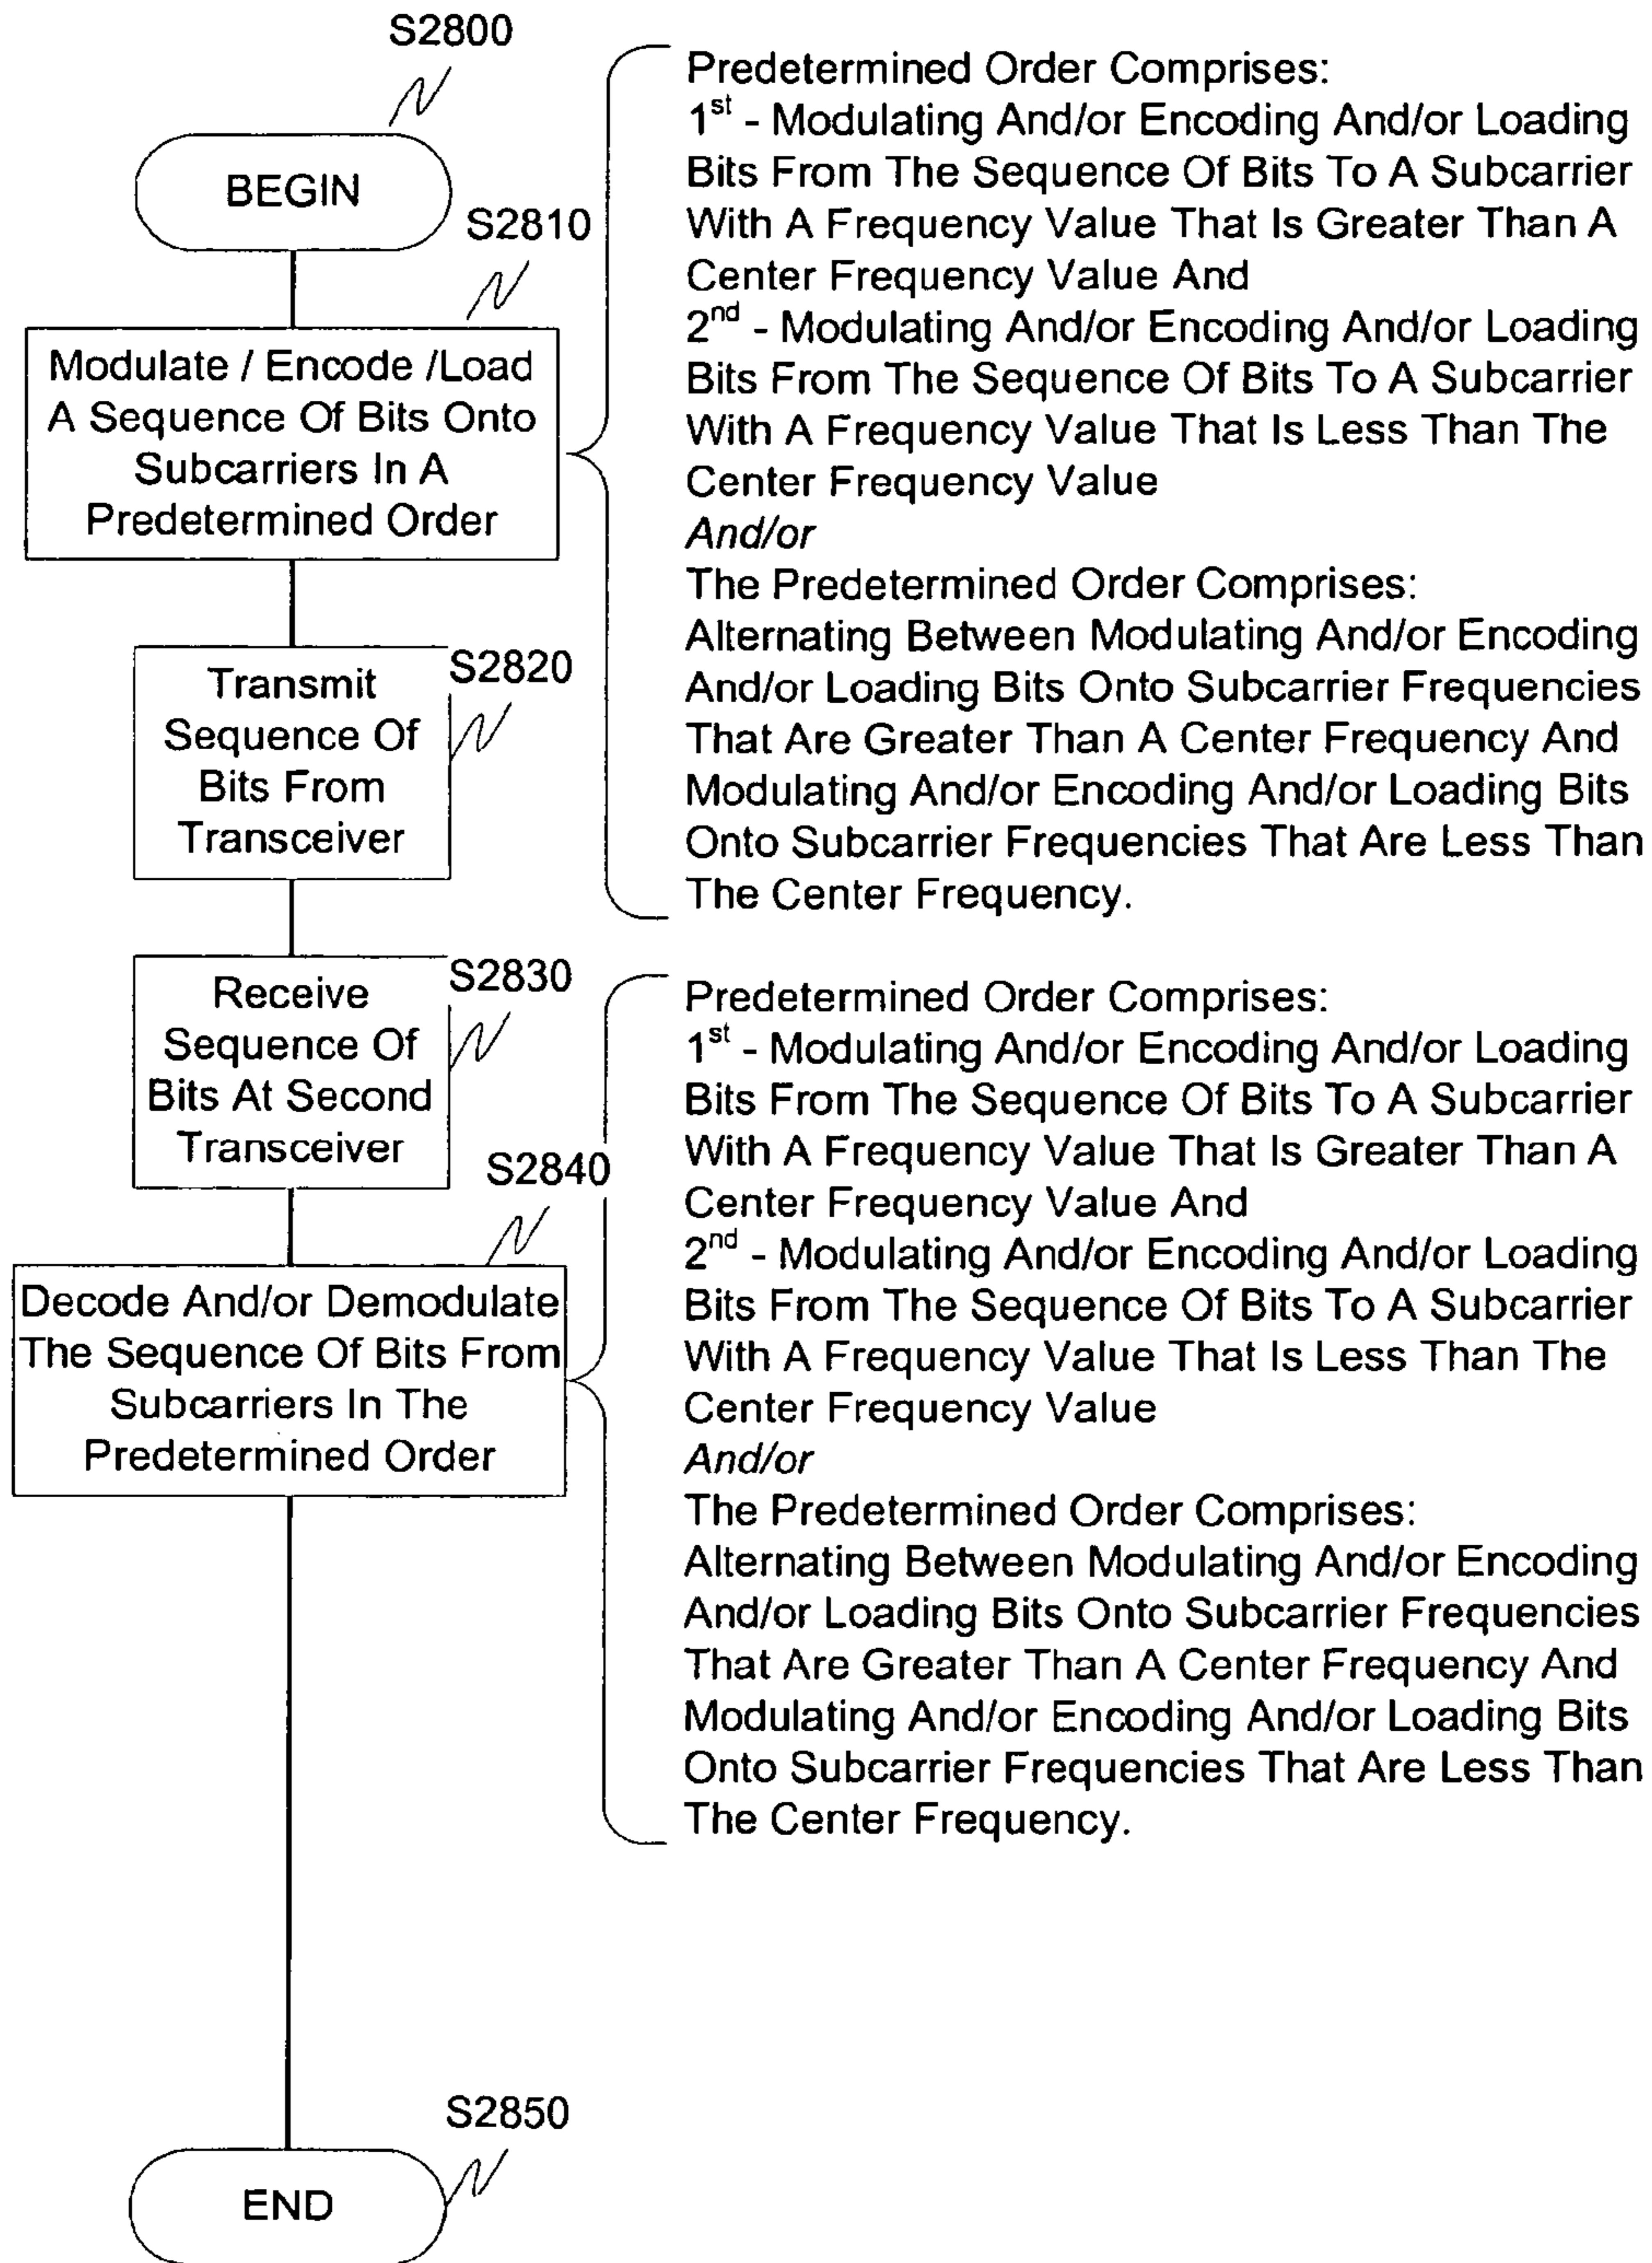 S2800
BEGIN
S2810
Modulate / Encode /Load
A Sequence Of Bits Onto
Subcarriers In A
Predetermined Order
Predetermined Order Comprises:
1st - Modulating And/or Encoding And/or Loading
Bits From The Sequence Of Bits To A Subcarrier
With A Frequency Value That Is Greater Than A
Center Frequency Value And
2nd - Modulating And/or Encoding And/or Loading
Bits From The Sequence Of Bits To A Subcarrier
With A Frequency Value That Is Less Than The
Center Frequency Value
And/or
The Predetermined Order Comprises:
Alternating Between Modulating And/or Encoding
And/or Loading Bits Onto Subcarrier Frequencies
That Are Greater Than A Center Frequency And
Modulating And/or Encoding And/or Loading Bits
Onto Subcarrier Frequencies That Are Less Than
The Center Frequency.
S2820
Transmit
Sequence Of
Bits From
Transceiver
S2830
Receive
Sequence Of
Bits At Second
Transceiver
S2840
Decode And/or Demodulate
The Sequence Of Bits From
Subcarriers In The
Predetermined Order
Predetermined Order Comprises:
1st - Modulating And/or Encoding And/or Loading
Bits From The Sequence Of Bits To A Subcarrier
With A Frequency Value That Is Greater Than A
Center Frequency Value And
2nd - Modulating And/or Encoding And/or Loading
Bits From The Sequence Of Bits To A Subcarrier
With A Frequency Value That Is Less Than The
Center Frequency Value
And/or
The Predetermined Order Comprises:
Alternating Between Modulating And/or Encoding
And/or Loading Bits Onto Subcarrier Frequencies
That Are Greater Than A Center Frequency And
Modulating And/or Encoding And/or Loading Bits
Onto Subcarrier Frequencies That Are Less Than
The Center Frequency.
S2850
END